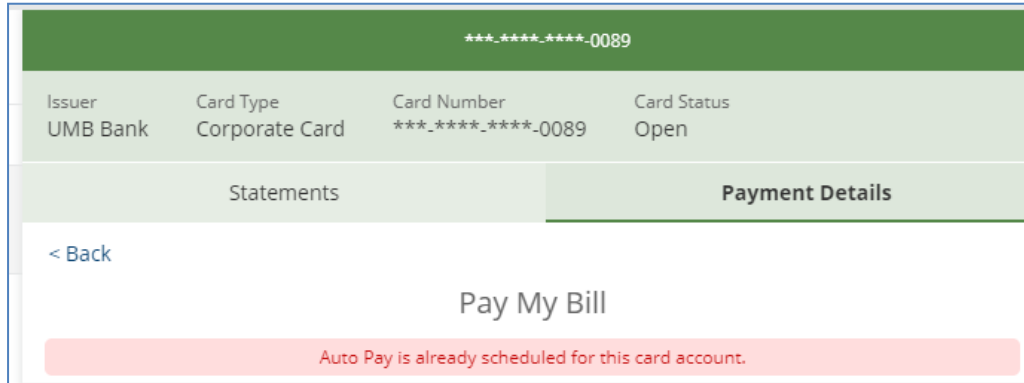 ***-****-****-0089
Issuer Card Type Card Number Card Status
UMB Bank Corporate Card ***-****-****-0089 Open
Statements Payment Details
< Back
Pay My Bill
Auto Pay is already scheduled for this card account.